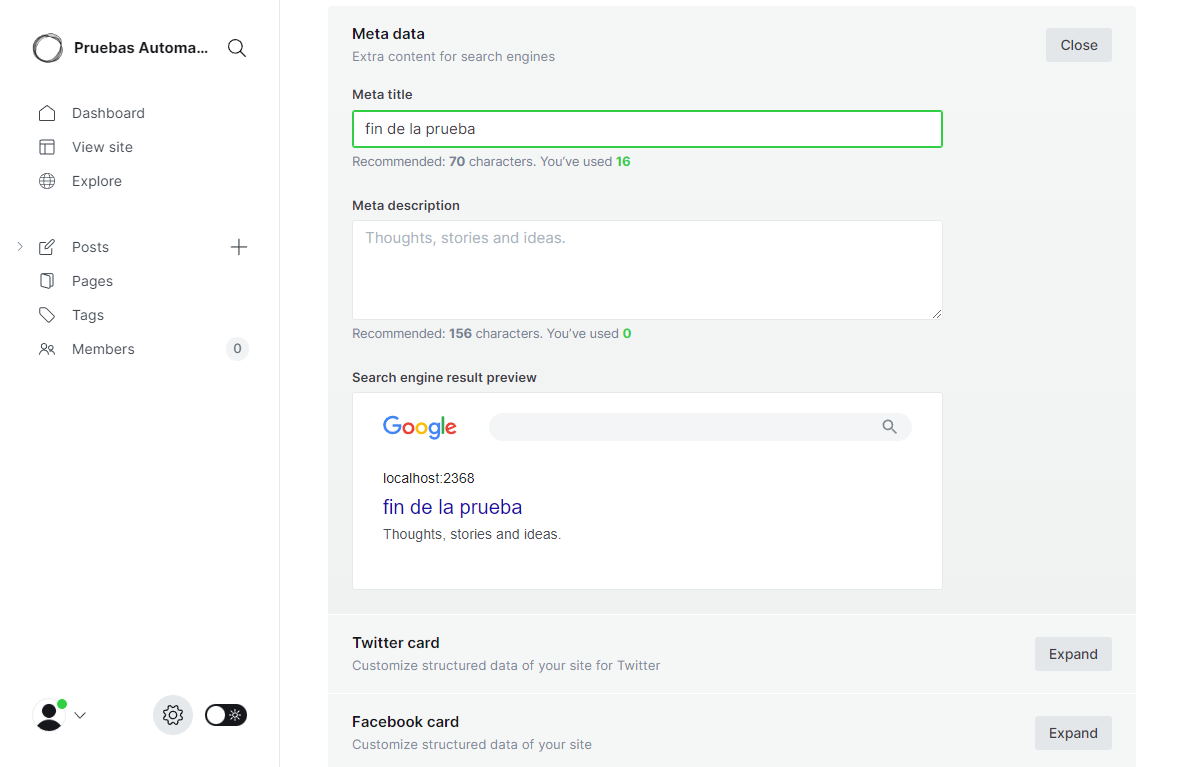 Pruebas Automa...
Dashboard
View site
Explore
Posts
Pages
Tags
Members
0
Meta data
Extra content for search engines
Close
Meta title
fin de la prueba
Recommended: 70 characters. You’ve used 16
Meta description
Thoughts, stories and ideas.
Recommended: 156 characters. You’ve used 0
Search engine result preview
Google
localhost:2368
fin de la prueba
Thoughts, stories and ideas.
Twitter card
Customize structured data of your site for Twitter
Expand
Facebook card
Customize structured data of your site
Expand